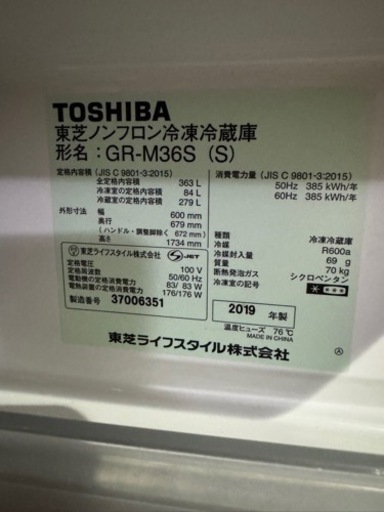 TOSHIBA
東芝ノンフロン冷凍冷蔵庫
形名：GR-M36S（S）
定格内容積（JIS C 9801-3:2015）
全定格内容積 363 L
冷凍室の定格内容積 84 L
冷蔵室の定格内容積 279 L
外形寸法 幅 600 mm
奥行 679 mm
（ハンドル・調整脚除く 672 mm）
高さ 1734 mm
東芝ライフスタイル株式会社 JET
定格電圧 100 V
定格周波数 50/60 Hz
電動機の定格消費電力 83/ 83 W
電熱装置の定格消費電力 176/176 W
製造番号 37006351
消費電力量（JIS C 9801-3:2015）
50Hz 385 kWh/年
60Hz 385 kWh/年
種類 冷凍冷蔵庫
冷媒 R600a
冷媒封入量 69 g
質量 70 kg
断熱発泡ガス シクロペンタン
冷凍室の記号
2019 年製
温度ヒューズ 76℃
MADE IN CHINA
東芝ライフスタイル株式会社
Ⓐ